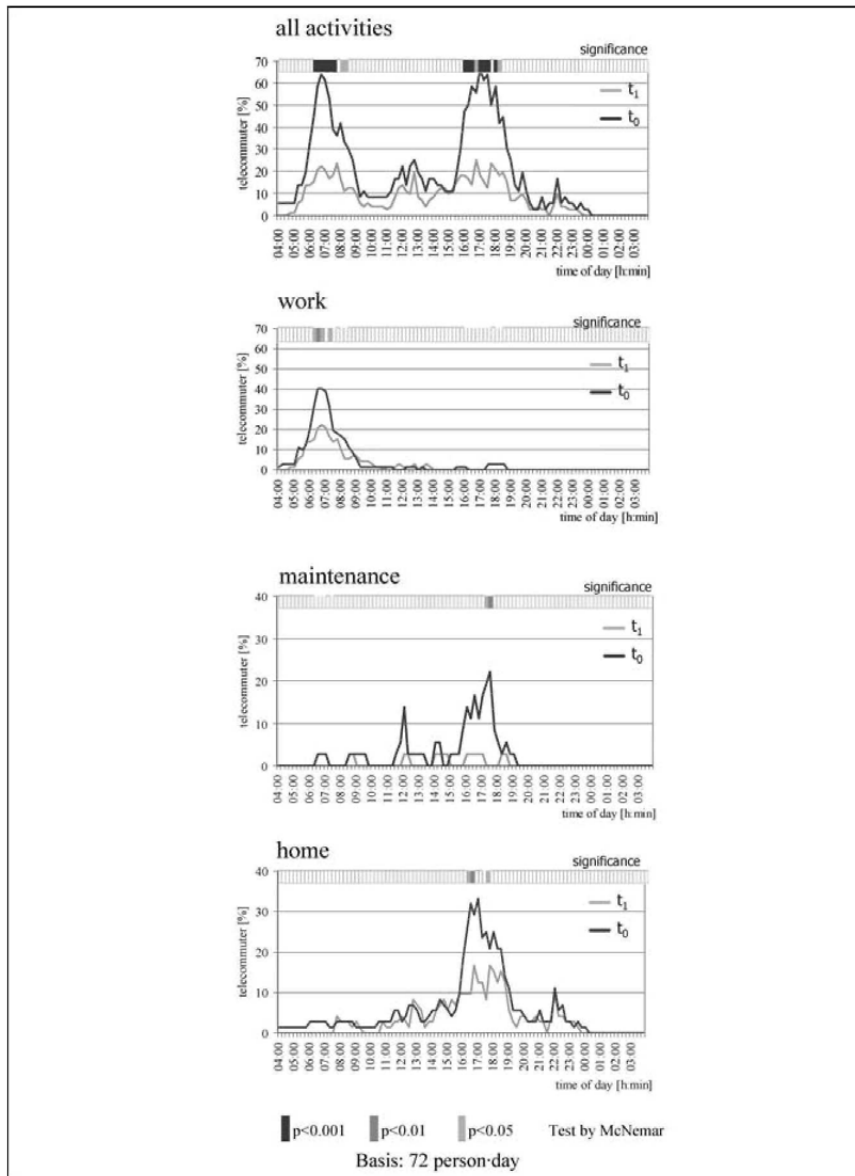 all activities
significance
70
60
50
40
30
20
10
0
telecommuter [%]
t1
t0
04:00 05:00 06:00 07:00 08:00 09:00 10:00 11:00 12:00 13:00 14:00 15:00 16:00 17:00 18:00 19:00 20:00 21:00 22:00 23:00 00:00 01:00 02:00 03:00
time of day [h:min]
work
significance
70
60
50
40
30
20
10
0
telecommuter [%]
t1
t0
04:00 05:00 06:00 07:00 08:00 09:00 10:00 11:00 12:00 13:00 14:00 15:00 16:00 17:00 18:00 19:00 20:00 21:00 22:00 23:00 00:00 01:00 02:00 03:00
time of day [h:min]
maintenance
significance
40
30
20
10
0
telecommuter [%]
t1
t0
04:00 05:00 06:00 07:00 08:00 09:00 10:00 11:00 12:00 13:00 14:00 15:00 16:00 17:00 18:00 19:00 20:00 21:00 22:00 23:00 00:00 01:00 02:00 03:00
time of day [h:min]
home
significance
40
30
20
10
0
telecommuter [%]
t1
t0
04:00 05:00 06:00 07:00 08:00 09:00 10:00 11:00 12:00 13:00 14:00 15:00 16:00 17:00 18:00 19:00 20:00 21:00 22:00 23:00 00:00 01:00 02:00 03:00
time of day [h:min]
p<0.001 p<0.01 p<0.05 Test by McNemar
Basis: 72 person·day